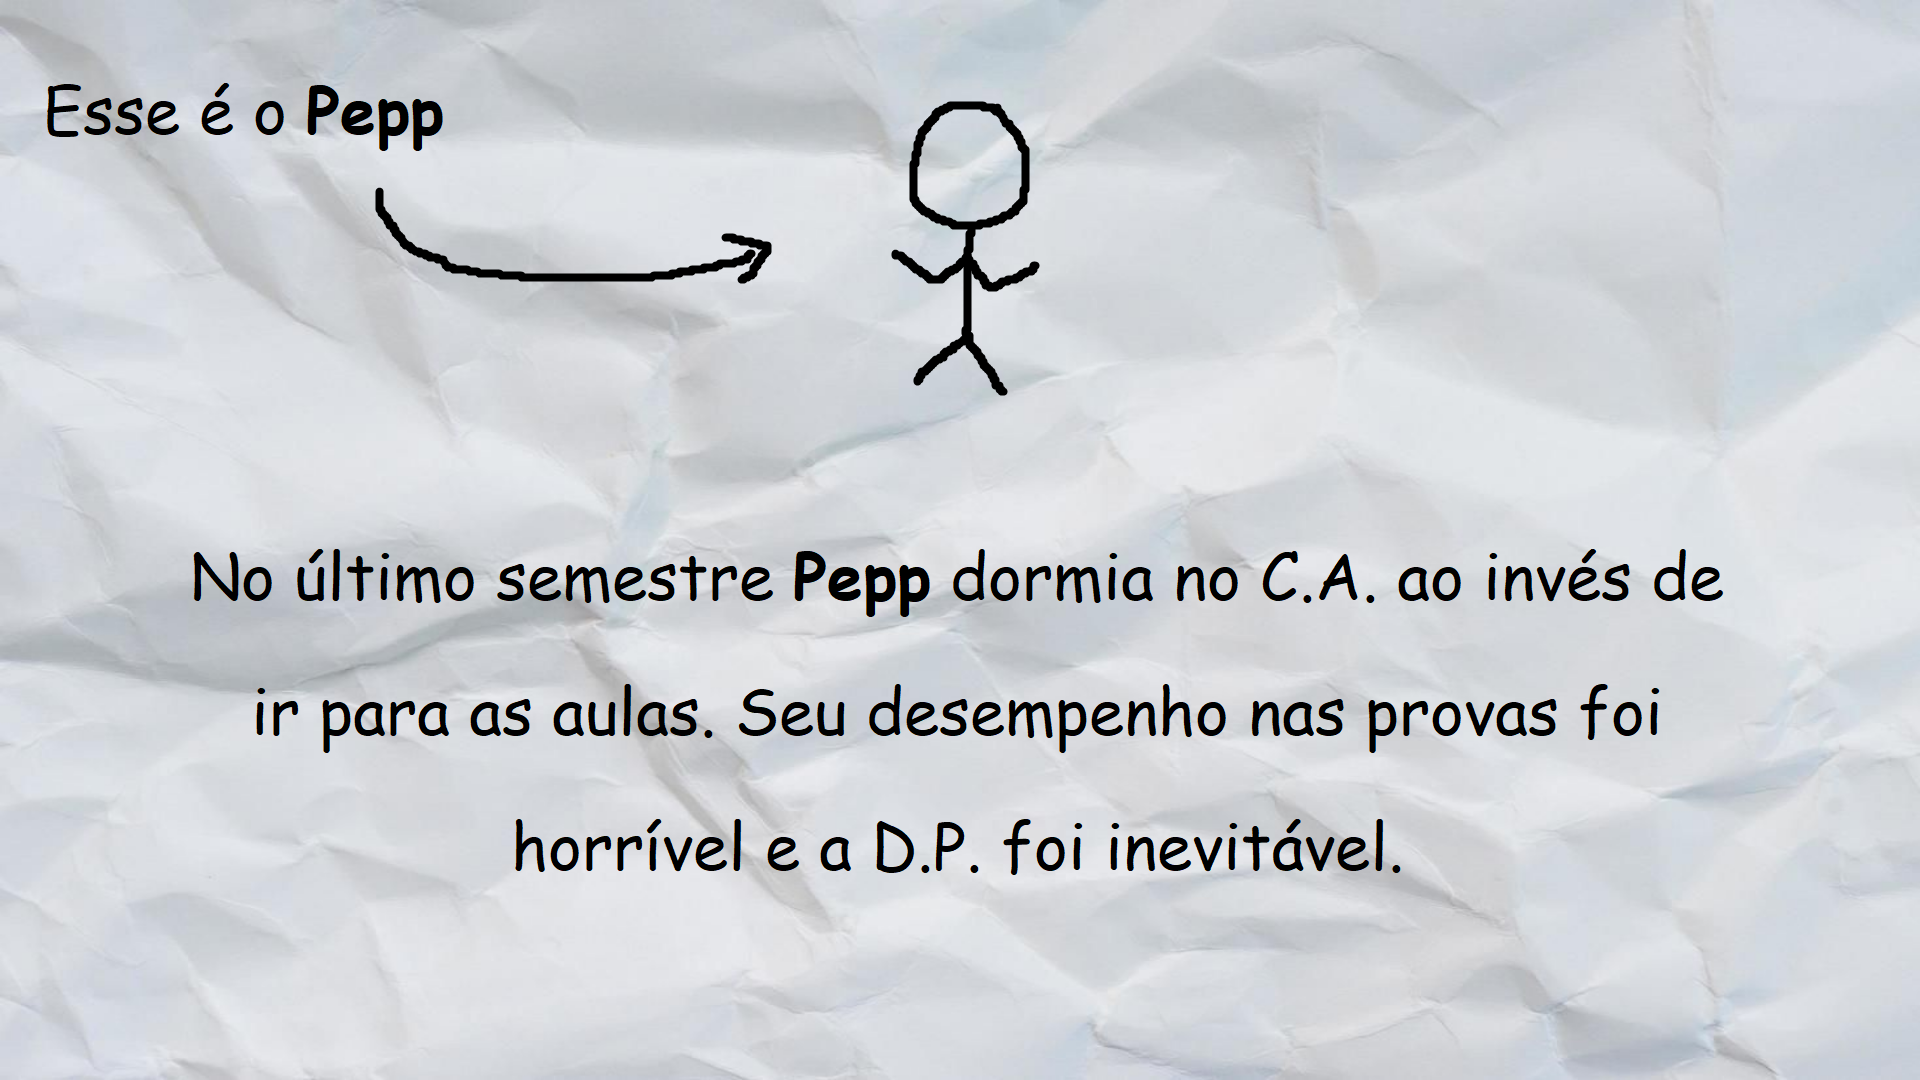 Esse é o Pepp
No último semestre Pepp dormia no C.A. ao invés de
ir para as aulas. Seu desempenho nas provas foi
horrível e a D.P. foi inevitável.